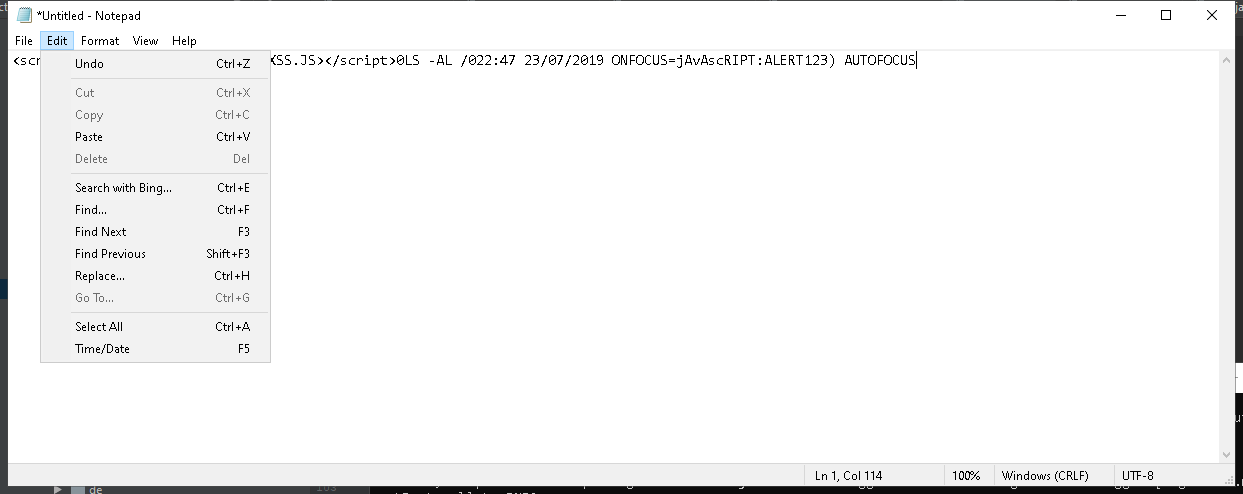 *Untitled - Notepad
File Edit Format View Help
<scr XSS.JS></script>0LS -AL /022:47 23/07/2019 ONFOCUS=jAvAscRIPT:ALERT123) AUTOFOCUS
Undo Ctrl+Z
Cut Ctrl+X
Copy Ctrl+C
Paste Ctrl+V
Delete Del
Search with Bing... Ctrl+E
Find... Ctrl+F
Find Next F3
Find Previous Shift+F3
Replace... Ctrl+H
Go To... Ctrl+G
Select All Ctrl+A
Time/Date F5
Ln 1, Col 114 100% Windows (CRLF) UTF-8
de